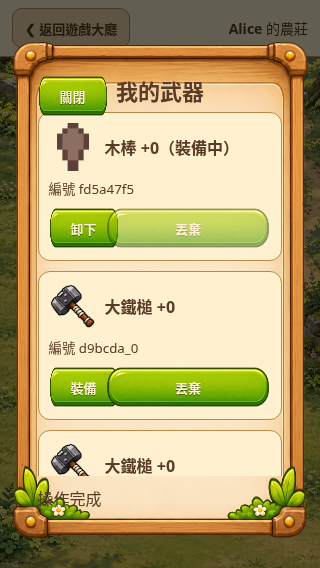 ❮ 返回遊戲大廳
Alice 的農莊
關閉
我的武器
木棒 +0（裝備中）
編號 fd5a47f5
卸下
丟棄
大鐵槌 +0
編號 d9bcda_0
裝備
丟棄
大鐵槌 +0
操作完成